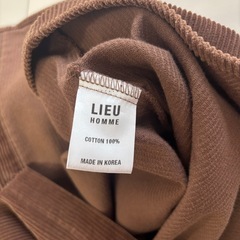 LIEU
HOMME
COTTON 100%
MADE IN KOREA